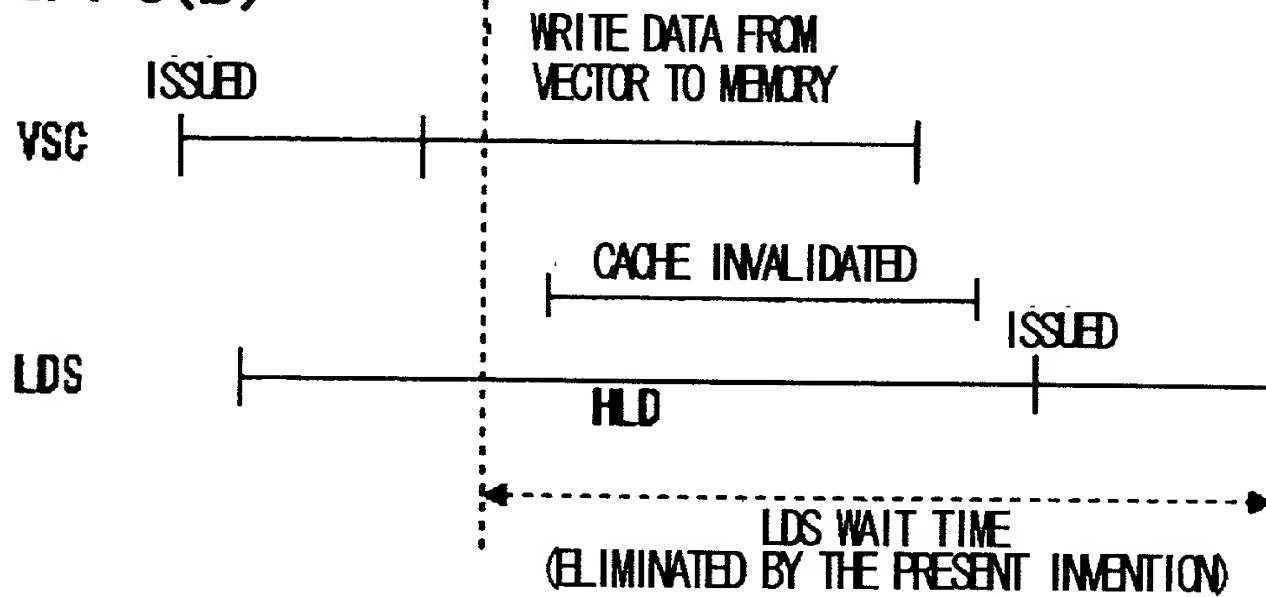 WRITE DATA FROM
VECTOR TO MEMORY
ISSUED
VSC
CACHE INVALIDATED
ISSUED
LDS
HLD
LDS WAIT TIME
(ELIMINATED BY THE PRESENT INVENTION)